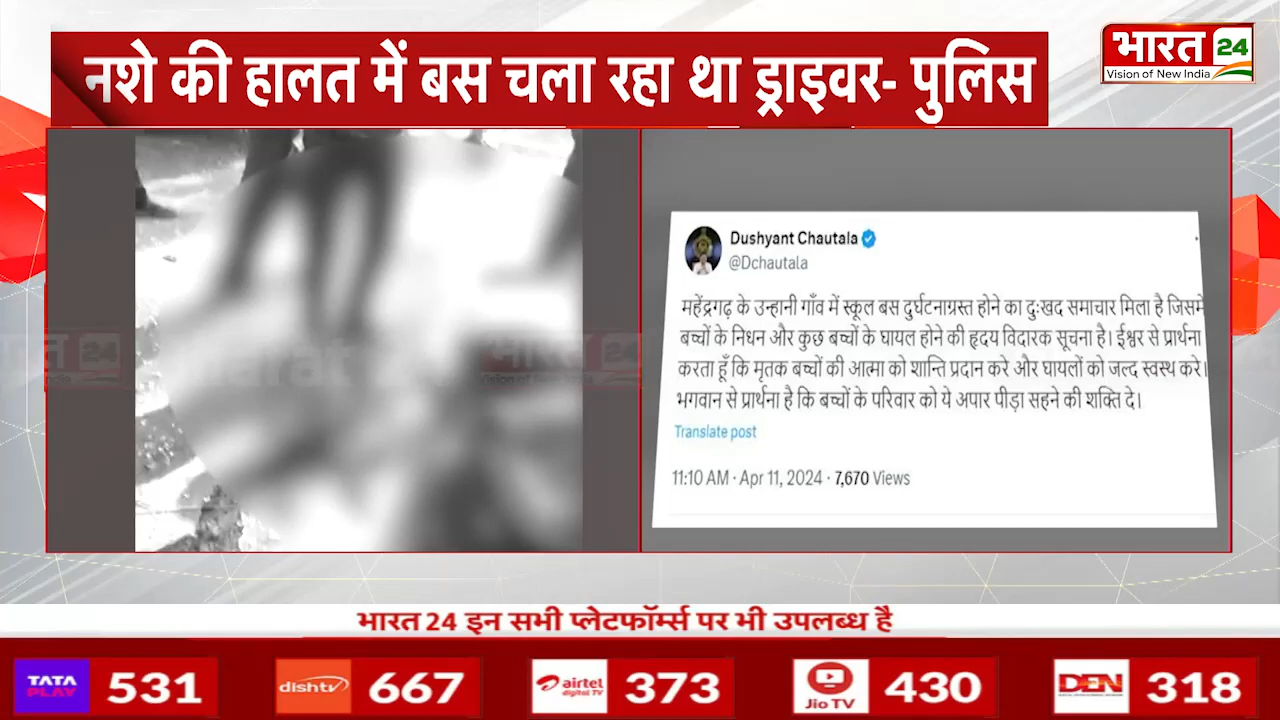 नशे की हालत में बस चला रहा था ड्राइवर- पुलिस
भारत 24
Vision of New India
Dushyant Chautala
@Dchautala
महेंद्रगढ़ के उन्हानी गाँव में स्कूल बस दुर्घटनाग्रस्त होने का दुःखद समाचार मिला है जिसमें
बच्चों के निधन और कुछ बच्चों के घायल होने की हृदय विदारक सूचना है। ईश्वर से प्रार्थना
करता हूँ कि मृतक बच्चों की आत्मा को शान्ति प्रदान करे और घायलों को जल्द स्वस्थ करे।
भगवान से प्रार्थना है कि बच्चों के परिवार को ये अपार पीड़ा सहने की शक्ति दे।
Translate post
11:10 AM · Apr 11, 2024 · 7,670 Views
भारत 24 इन सभी प्लेटफॉर्म्स पर भी उपलब्ध है
TATA PLAY 531
dishtv 667
airtel digital TV 373
JioTV 430
DEN 318